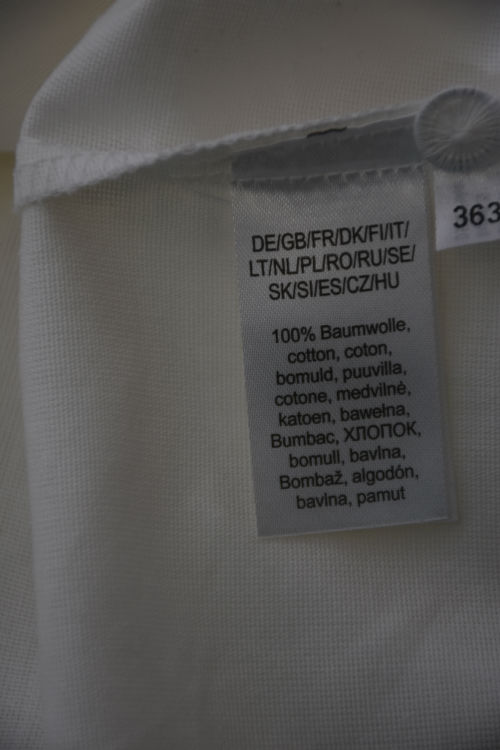 DE/GB/FR/DK/FI/IT/
LT/NL/PL/RO/RU/SE/
SK/SI/ES/CZ/HU
100% Baumwolle,
cotton, coton,
bomuld, puuvilla,
cotone, medvilnė,
katoen, bawełna,
Bumbac, ХЛОПОК,
bomull, bavlna,
Bombaž, algodón,
bavlna, pamut
363